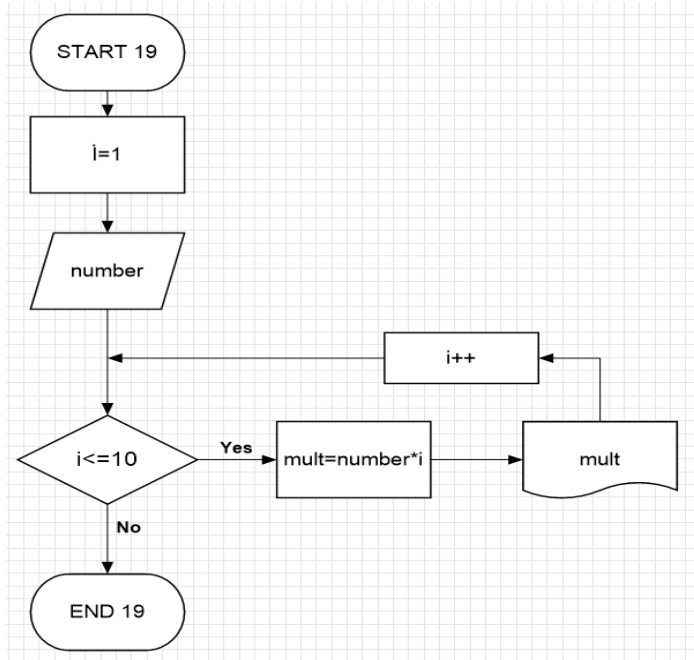 START 19
i=1
number
i++
i<=10
Yes
mult=number*i
mult
No
END 19